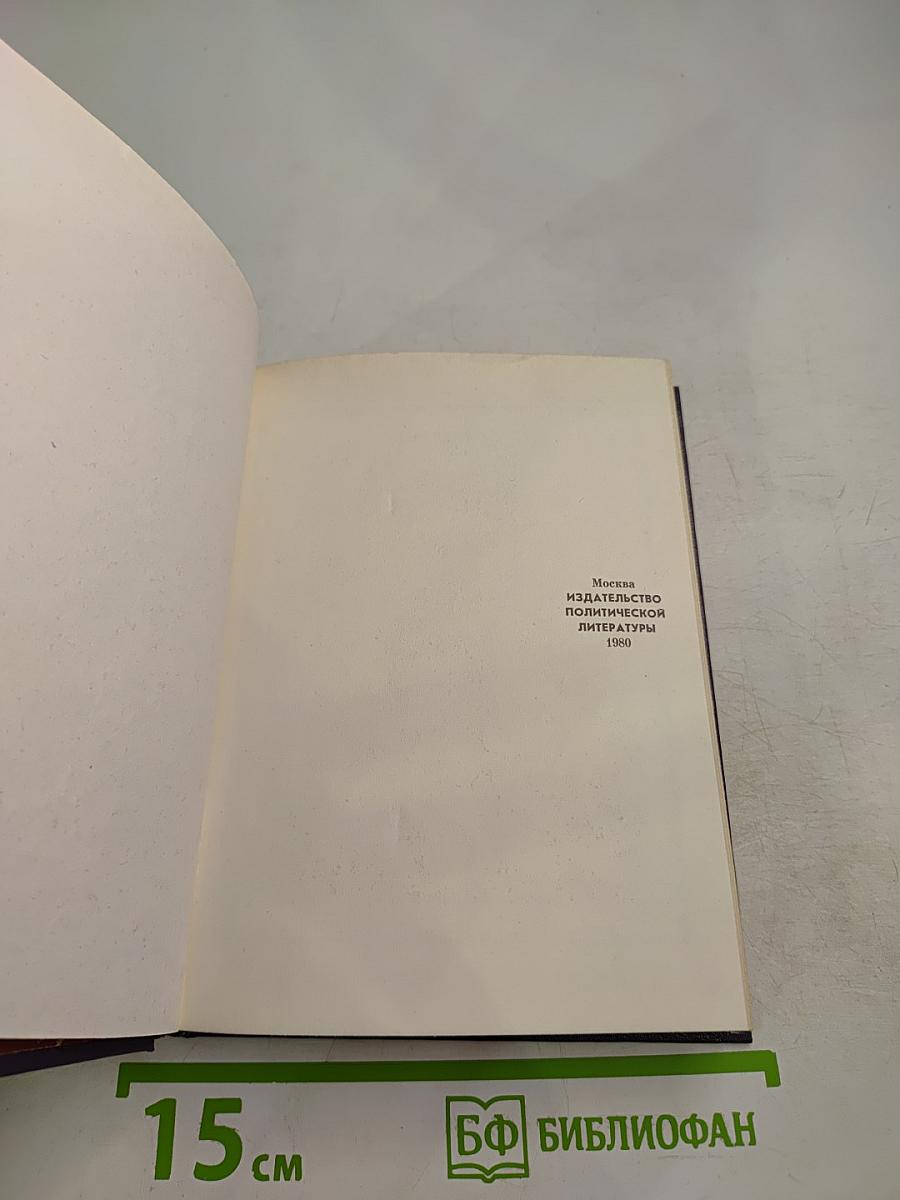 Москва
ИЗДАТЕЛЬСТВО
ПОЛИТИЧЕСКОЙ
ЛИТЕРАТУРЫ
1980
15 см
БФ БИБЛИОФАН